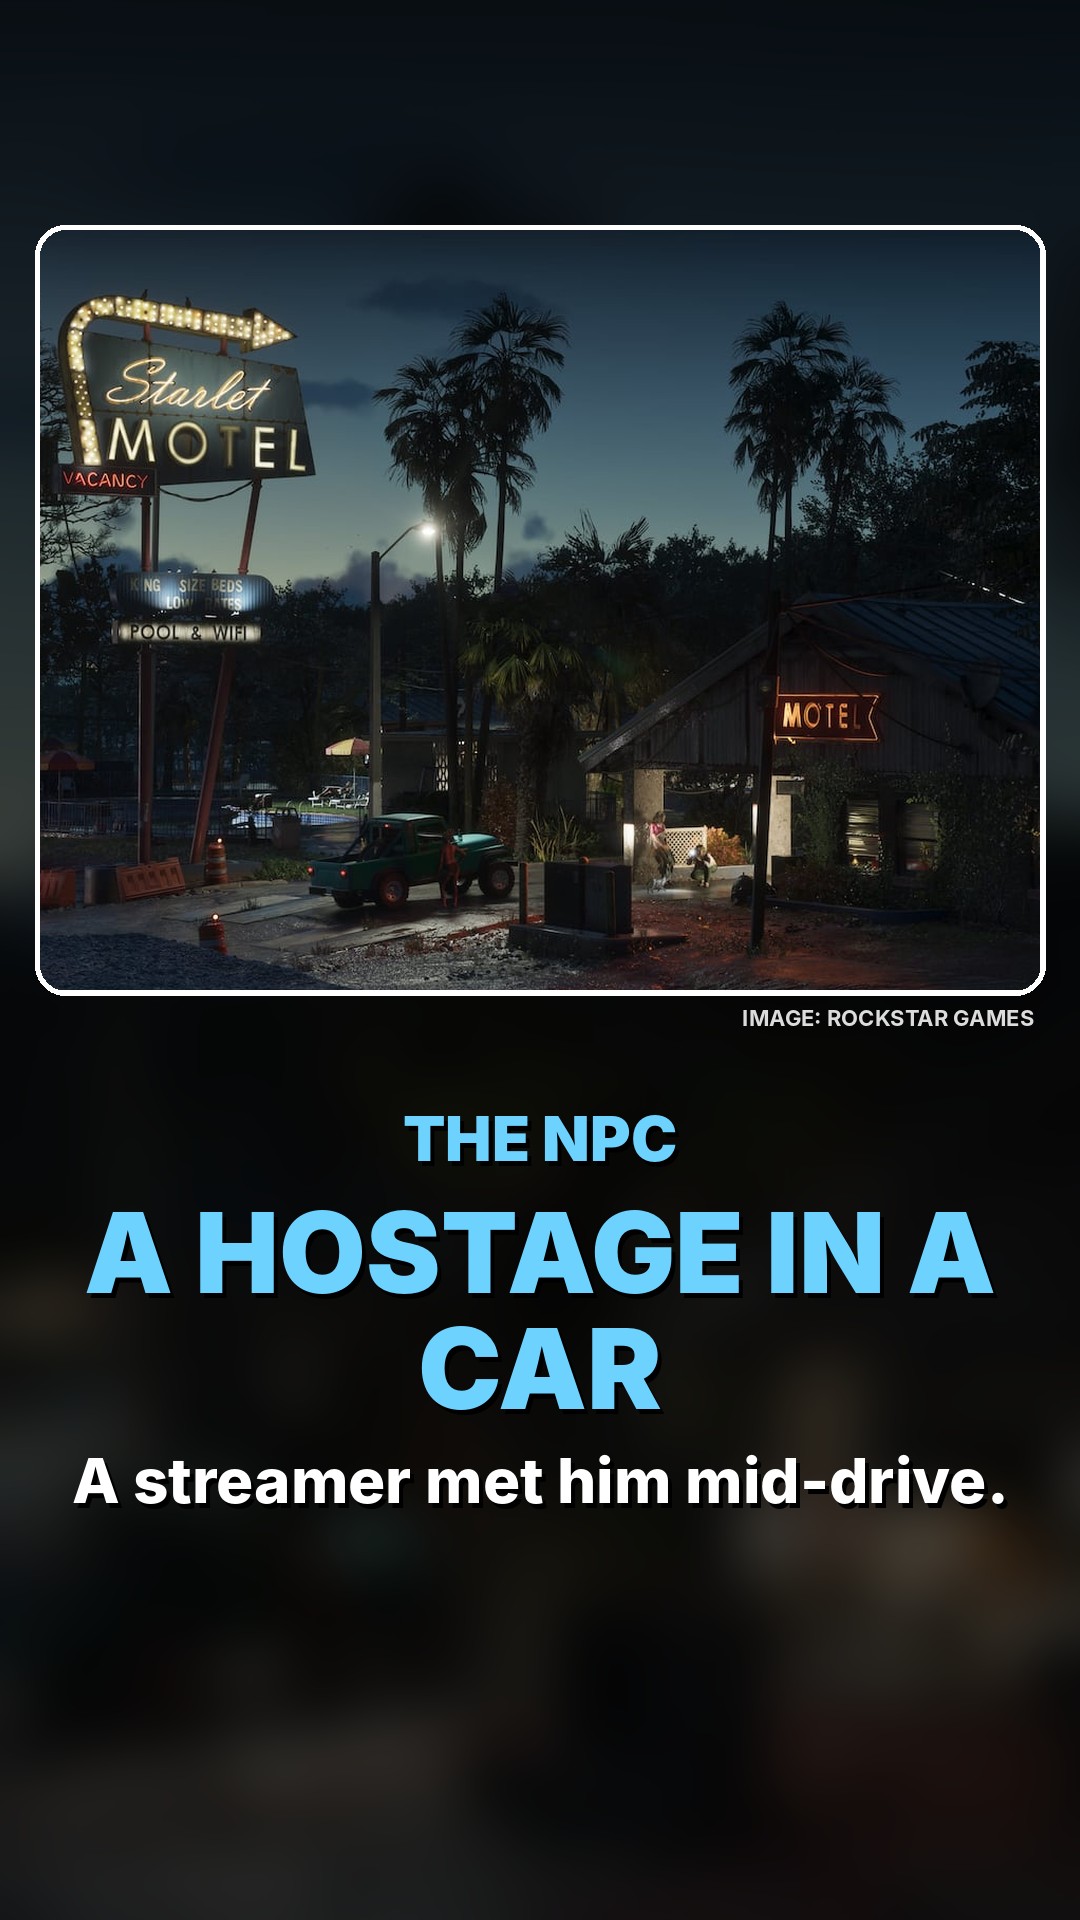 Starlet
MOTEL
VACANCY
KING SIZE BEDS
LOW RATES
POOL & WIFI
MOTEL
IMAGE: ROCKSTAR GAMES
THE NPC
A HOSTAGE IN A
CAR
A streamer met him mid-drive.